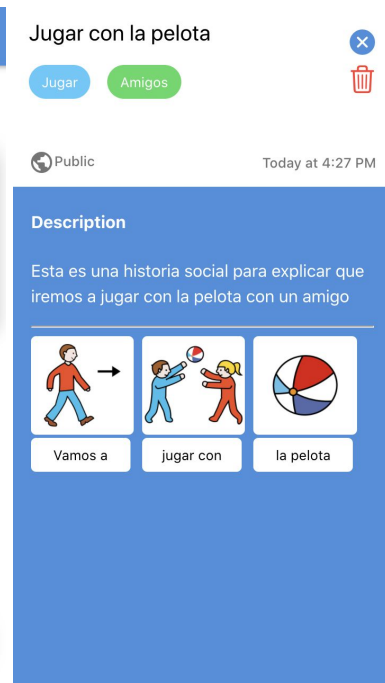 Jugar con la pelota
Jugar Amigos
Public Today at 4:27 PM
Description
Esta es una historia social para explicar que
iremos a jugar con la pelota con un amigo
Vamos a jugar con la pelota